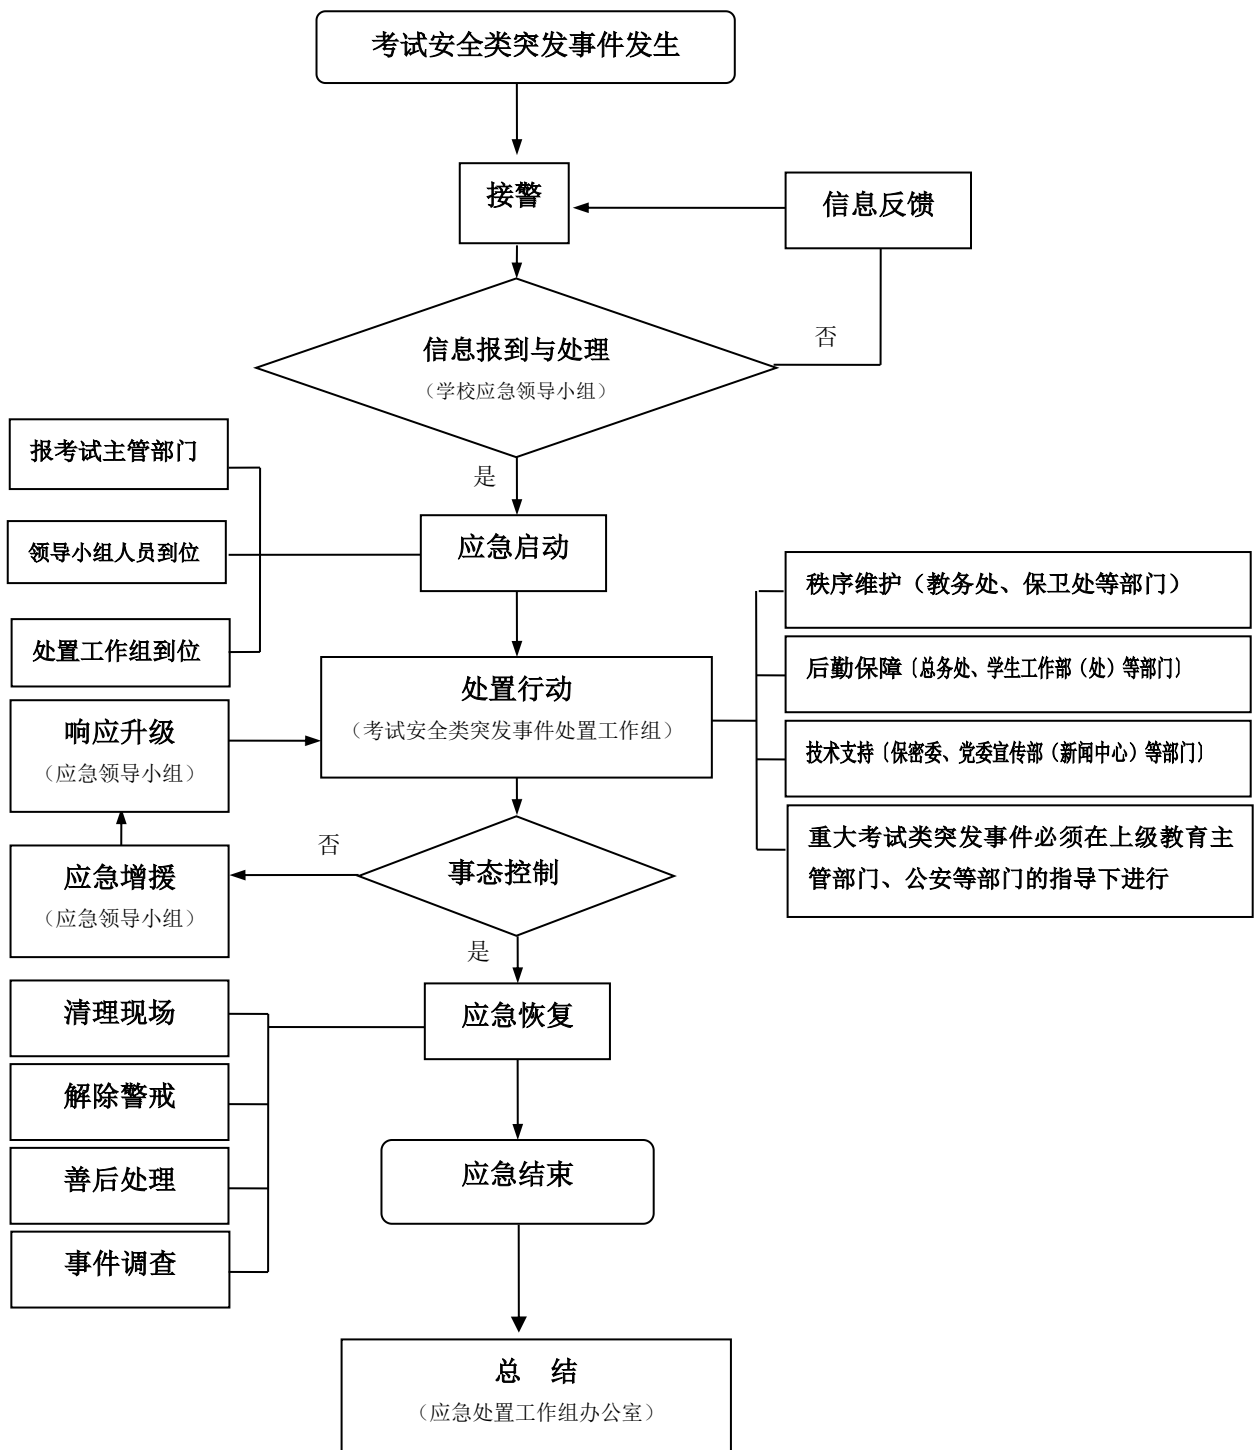 考试安全类突发事件发生
接警
信息反馈
否
信息报到与处理
（学校应急领导小组）
报考试主管部门
是
领导小组人员到位
应急启动
秩序维护（教务处、保卫处等部门）
处置工作组到位
后勤保障〔总务处、学生工作部（处）等部门〕
处置行动
（考试安全类突发事件处置工作组）
响应升级
（应急领导小组）
技术支持〔保密委、党委宣传部（新闻中心）等部门〕
重大考试类突发事件必须在上级教育主
管部门、公安等部门的指导下进行
否
应急增援
（应急领导小组）
事态控制
是
清理现场
应急恢复
解除警戒
善后处理
应急结束
事件调查
总 结
（应急处置工作组办公室）